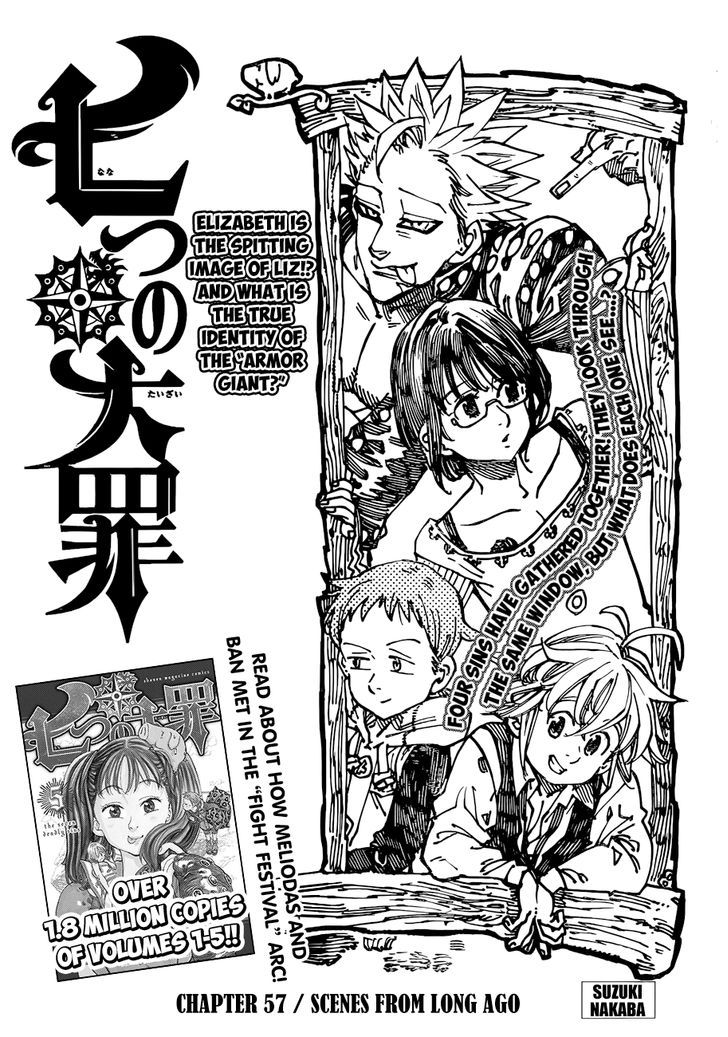 七つの大罪
なな
たいざい
ELIZABETH IS
THE SPITTING
IMAGE OF LIZ!?
AND WHAT IS
THE TRUE
IDENTITY OF
THE "ARMOR
GIANT?"
FOUR SINS HAVE GATHERED TOGETHER! THEY LOOK THROUGH
THE SAME WINDOW, BUT WHAT DOES EACH ONE SEE...?
shonen magazine comics
七つの大罪
5
the seven
deadly sins
OVER
1.8 MILLION COPIES
OF VOLUMES 1-5!!
READ ABOUT HOW MELIODAS AND
BAN MET IN THE "FIGHT FESTIVAL" ARC!
CHAPTER 57 / SCENES FROM LONG AGO
SUZUKI
NAKABA